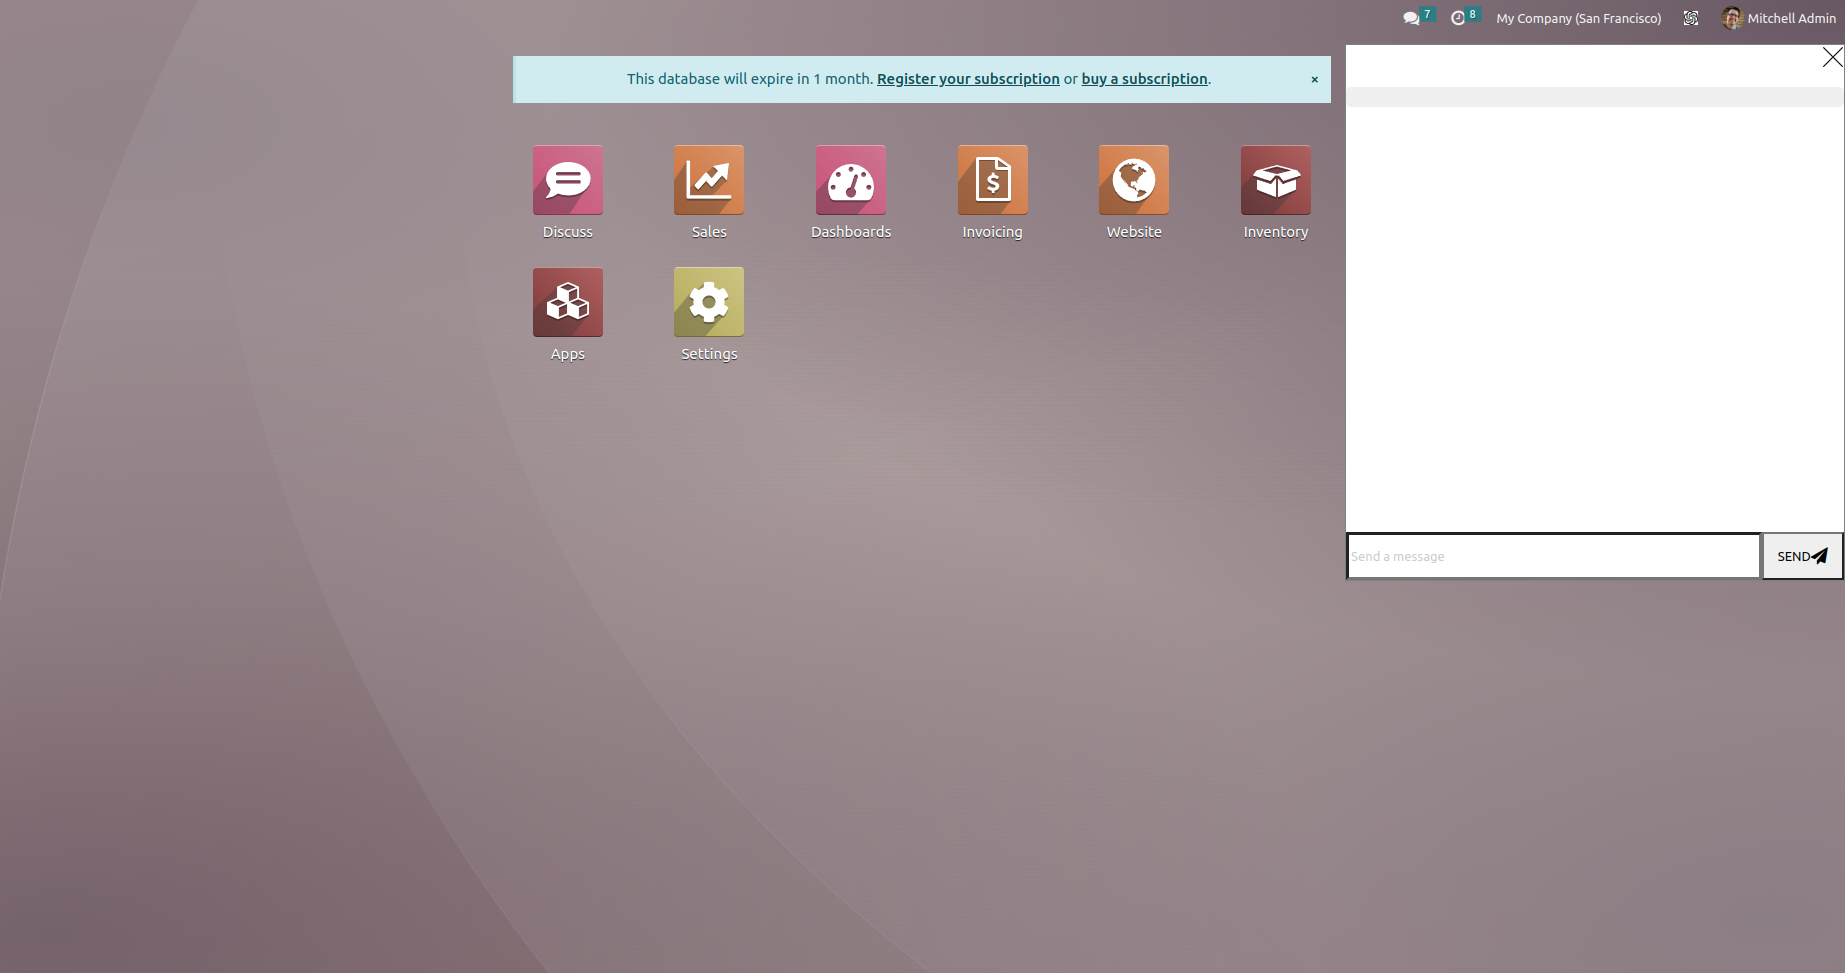 7 8 My Company (San Francisco) Mitchell Admin
This database will expire in 1 month. Register your subscription or buy a subscription. ×
Discuss Sales Dashboards Invoicing Website Inventory
Apps Settings
Send a message SEND